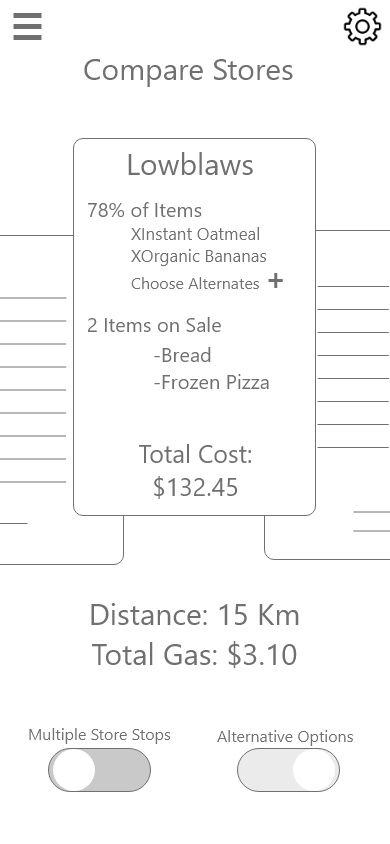 Compare Stores
Lowblaws
78% of Items
XInstant Oatmeal
XOrganic Bananas
Choose Alternates +
2 Items on Sale
-Bread
-Frozen Pizza
Total Cost:
$132.45
Distance: 15 Km
Total Gas: $3.10
Multiple Store Stops
Alternative Options